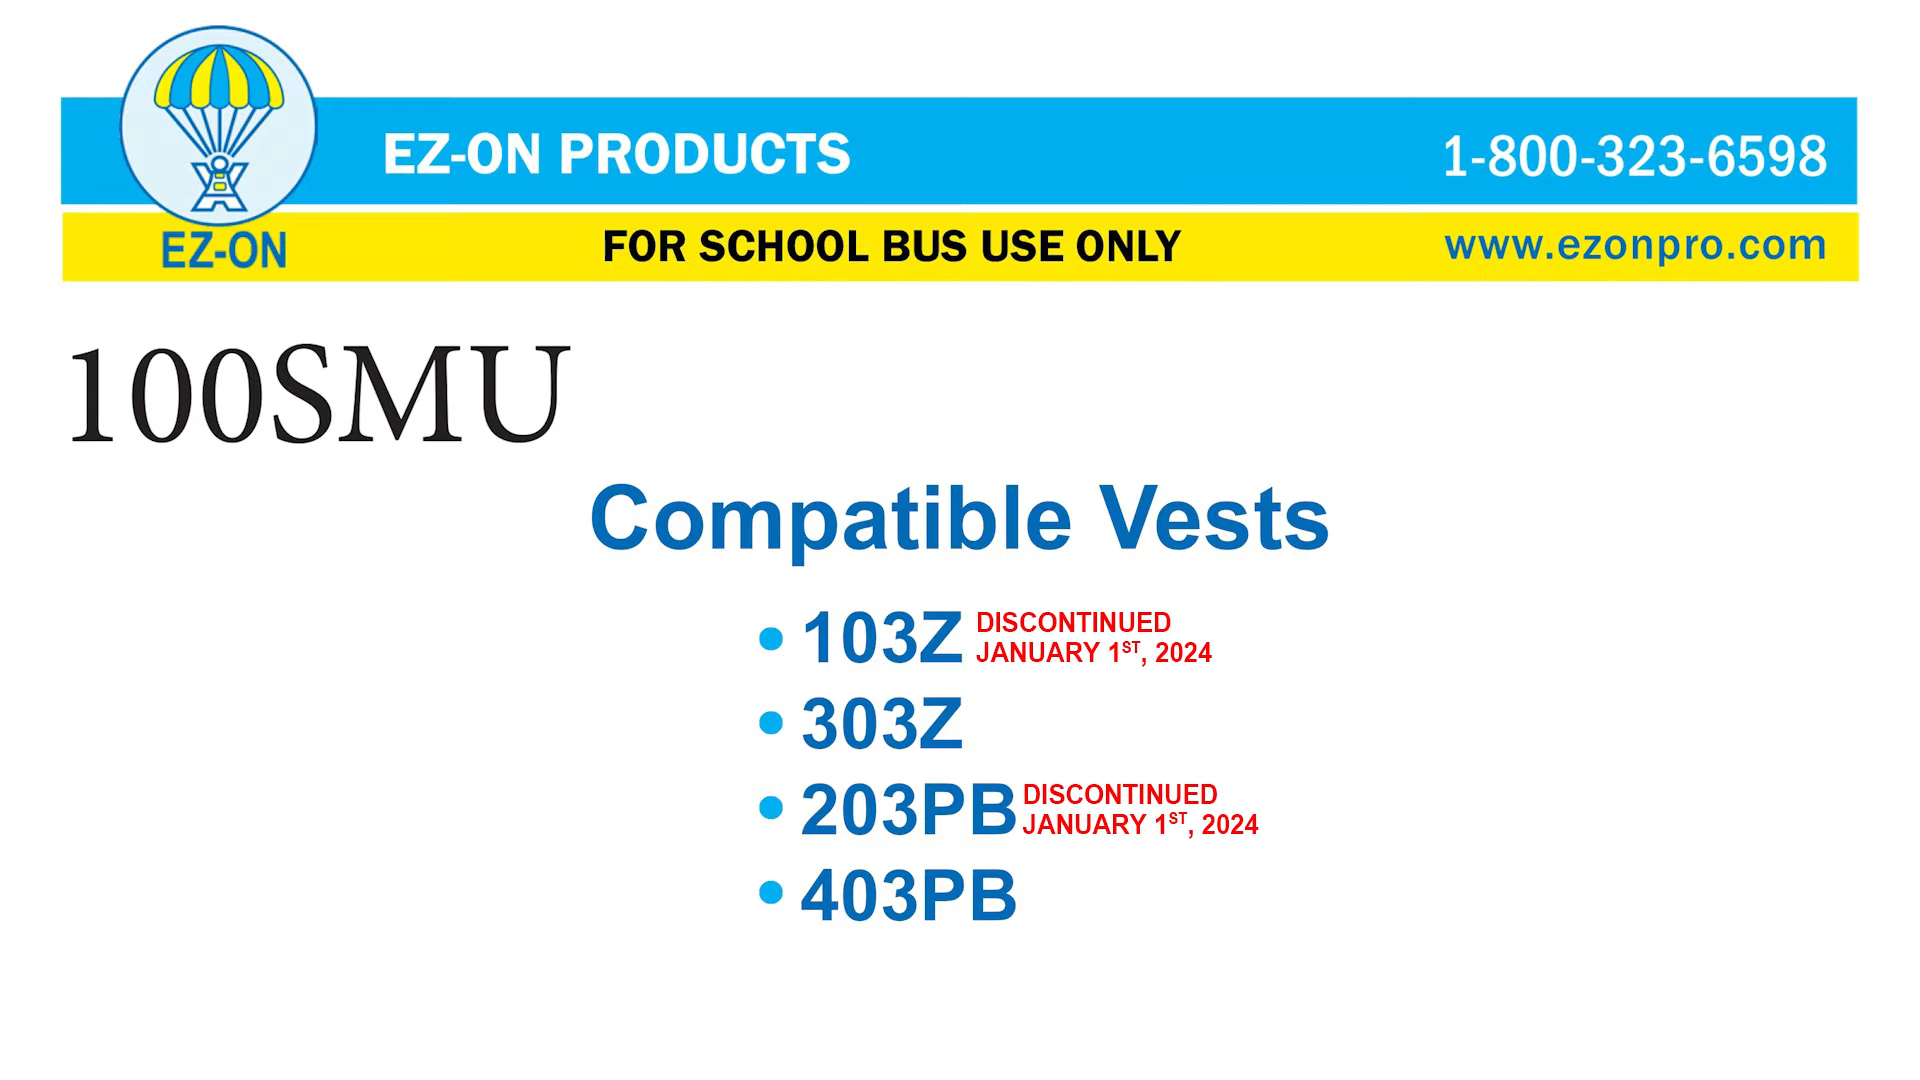 EZ-ON PRODUCTS
1-800-323-6598
EZ-ON
FOR SCHOOL BUS USE ONLY
www.ezonpro.com
100SMU
Compatible Vests
• 103Z DISCONTINUED
JANUARY 1ST, 2024
• 303Z
• 203PB DISCONTINUED
JANUARY 1ST, 2024
• 403PB